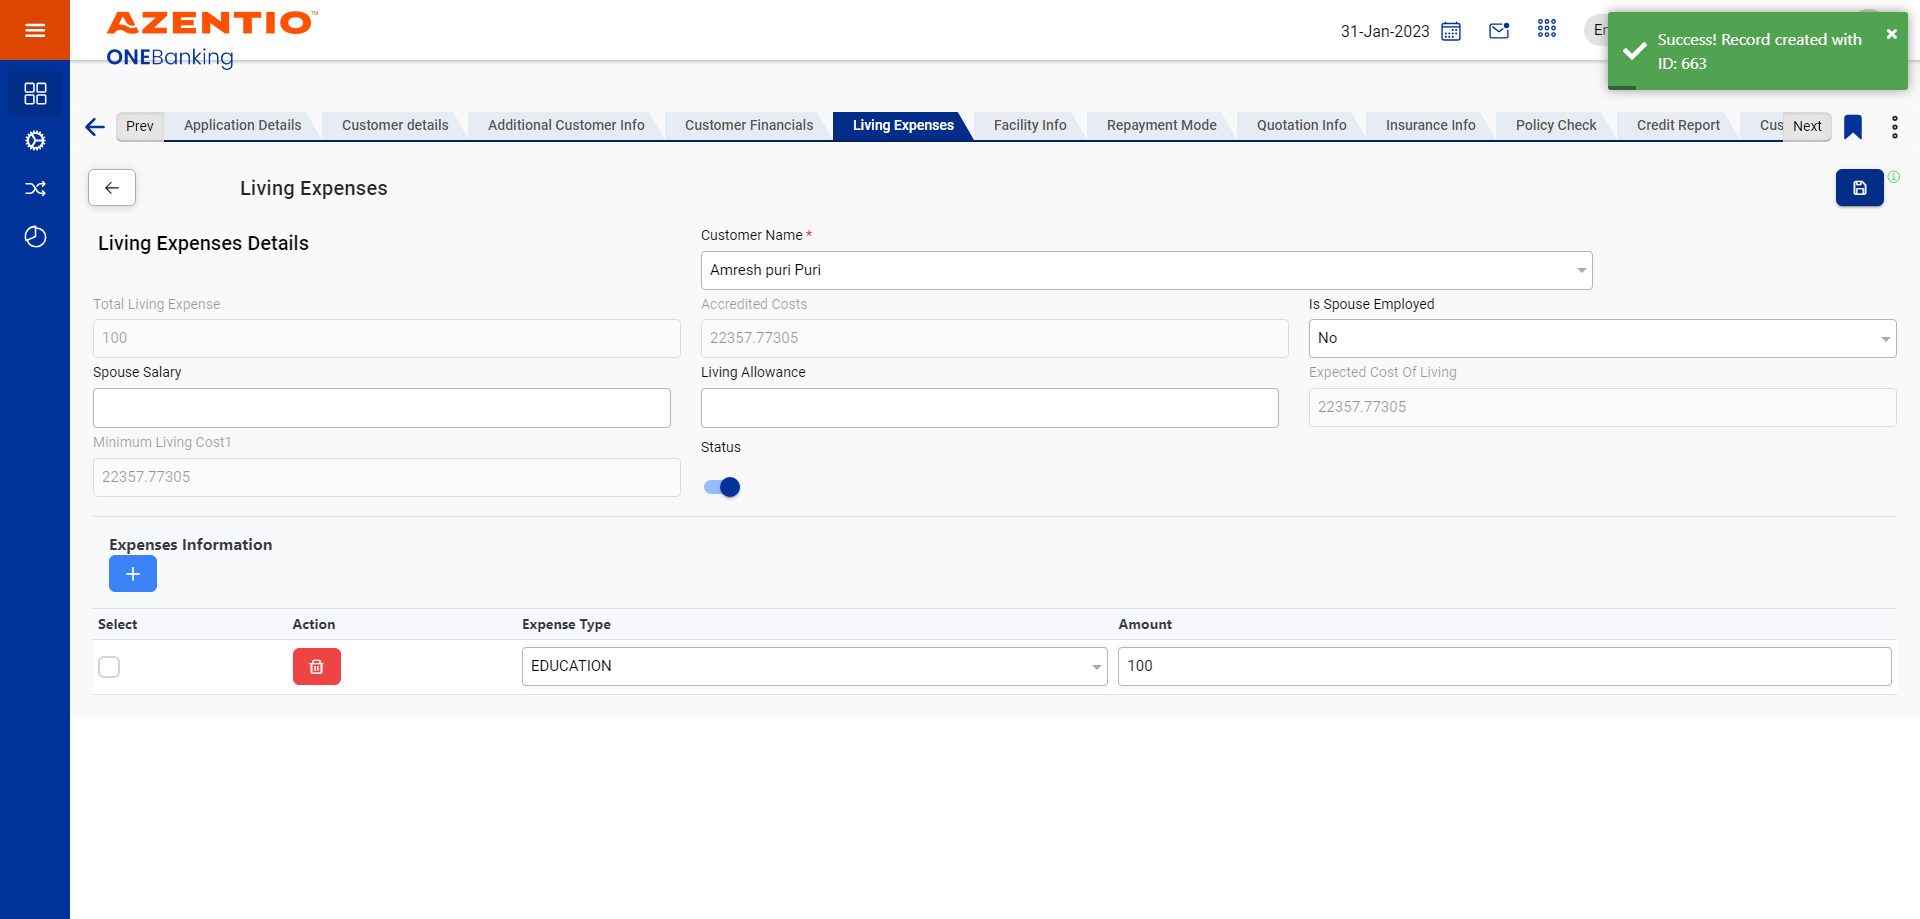 AZENTIO™
ONEBanking
31-Jan-2023
Success! Record created with
ID: 663
Prev
Application Details
Customer details
Additional Customer Info
Customer Financials
Living Expenses
Facility Info
Repayment Mode
Quotation Info
Insurance Info
Policy Check
Credit Report
Cus
Next
Living Expenses
Living Expenses Details
Customer Name *
Amresh puri Puri
Total Living Expense
100
Accredited Costs
22357.77305
Is Spouse Employed
No
Spouse Salary
Living Allowance
Expected Cost Of Living
22357.77305
Minimum Living Cost1
22357.77305
Status
Expenses Information
Select
Action
Expense Type
Amount
EDUCATION
100